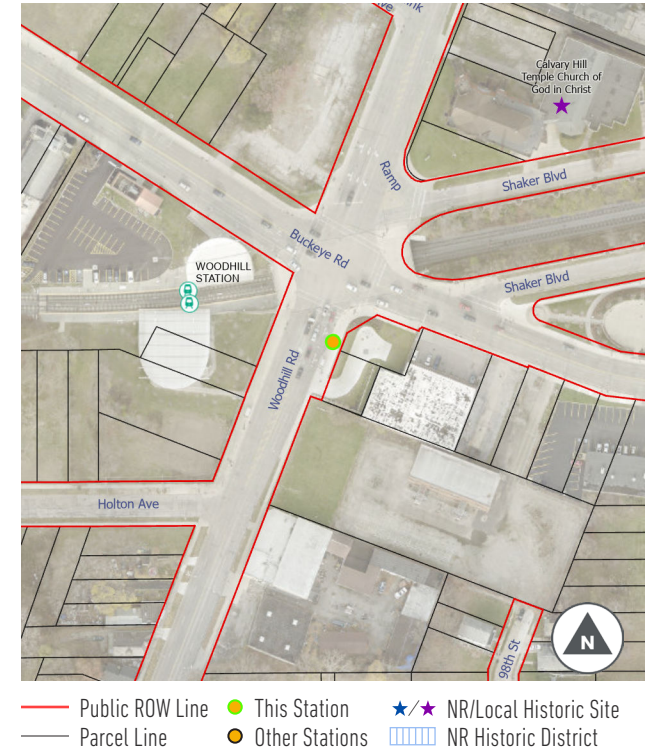 Calvary Hill
Temple Church of
God in Christ
Ramp
Shaker Blvd
Buckeye Rd
WOODHILL
STATION
Shaker Blvd
Woodhill Rd
Holton Ave
98th St
N
Public ROW Line
This Station
NR/Local Historic Site
Parcel Line
Other Stations
NR Historic District